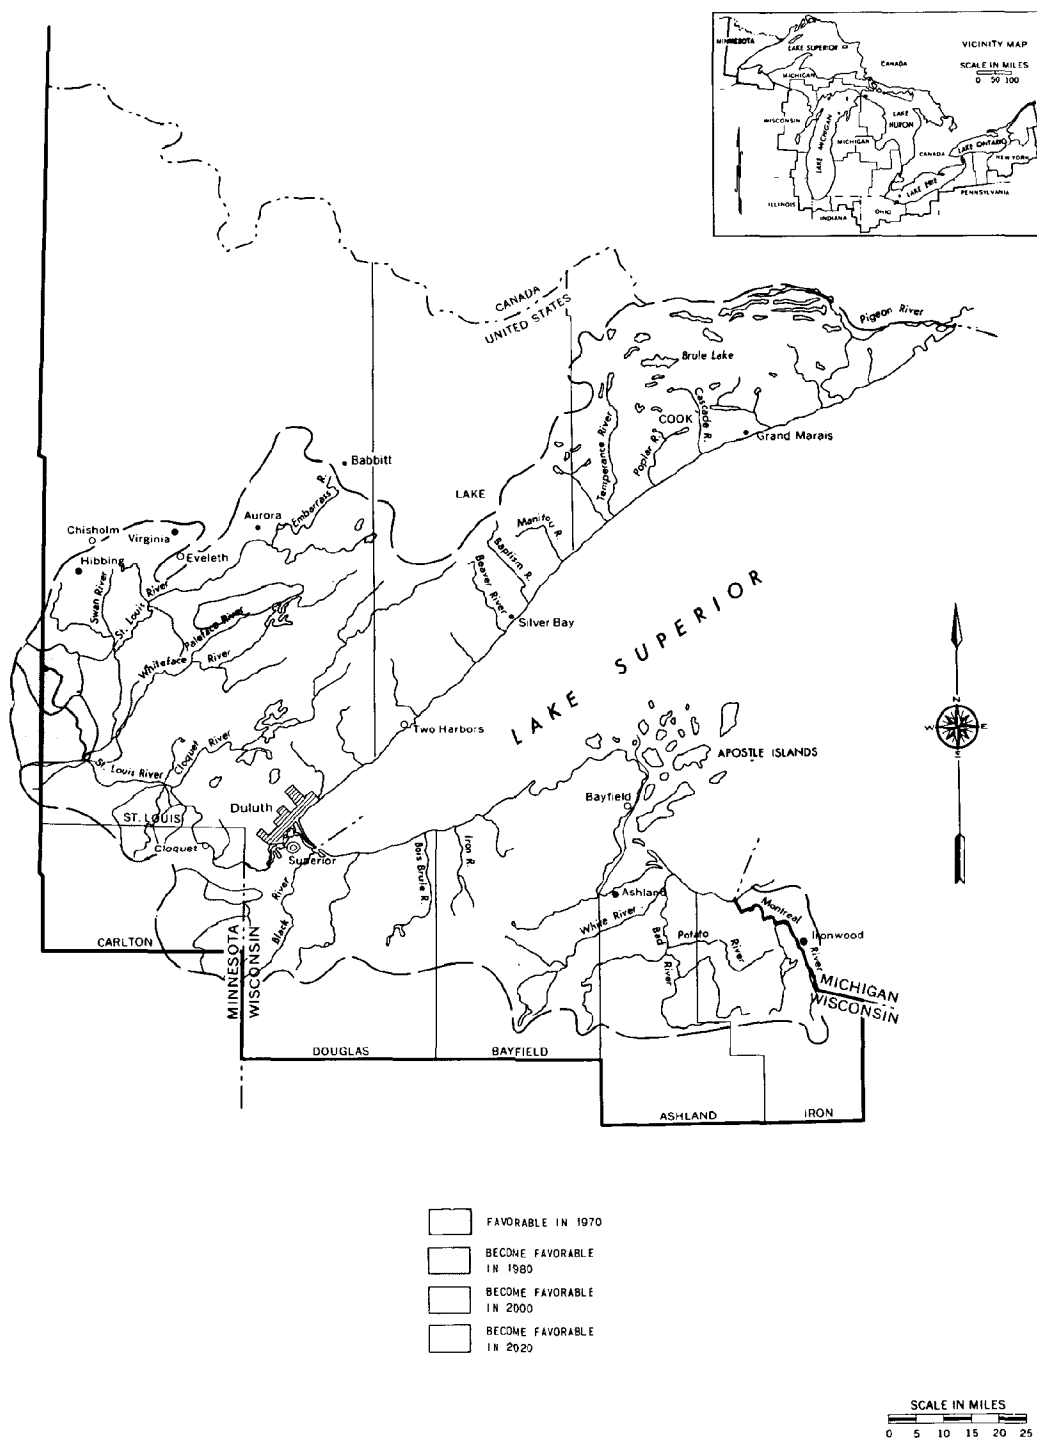 VICINITY MAP
SCALE IN MILES
0 50 100
MINNESOTA
LAKE SUPERIOR
CANADA
MICHIGAN
WISCONSIN
LAKE MICHIGAN
MICHIGAN
LAKE HURON
CANADA
LAKE ONTARIO
NEW YORK
LAKE ERIE
PENNSYLVANIA
ILLINOIS
INDIANA
OHIO
CANADA
UNITED STATES
Pigeon River
Brule Lake
Temperance River
COOK
Cascade R.
Poplar R.
Grand Marais
Babbitt
LAKE
Embarrass R.
Aurora
Chisholm
Virginia
Eveleth
Hibbing
Manitou R.
Baptism R.
Beaver River
Silver Bay
Swan River
St. Louis River
Paleface River
Whiteface River
LAKE SUPERIOR
Two Harbors
Cloquet River
St. Louis River
APOSTLE ISLANDS
Bayfield
Duluth
ST. LOUIS
Cloquet
Superior
Bois Brule R.
Iron R.
Black River
Ashland
White River
Montreal River
Ironwood
Bad River
Potato River
CARLTON
MINNESOTA
WISCONSIN
MICHIGAN
WISCONSIN
DOUGLAS
BAYFIELD
ASHLAND
IRON
N
W E
S
FAVORABLE IN 1970
BECOME FAVORABLE
IN 1980
BECOME FAVORABLE
IN 2000
BECOME FAVORABLE
IN 2020
SCALE IN MILES
0 5 10 15 20 25